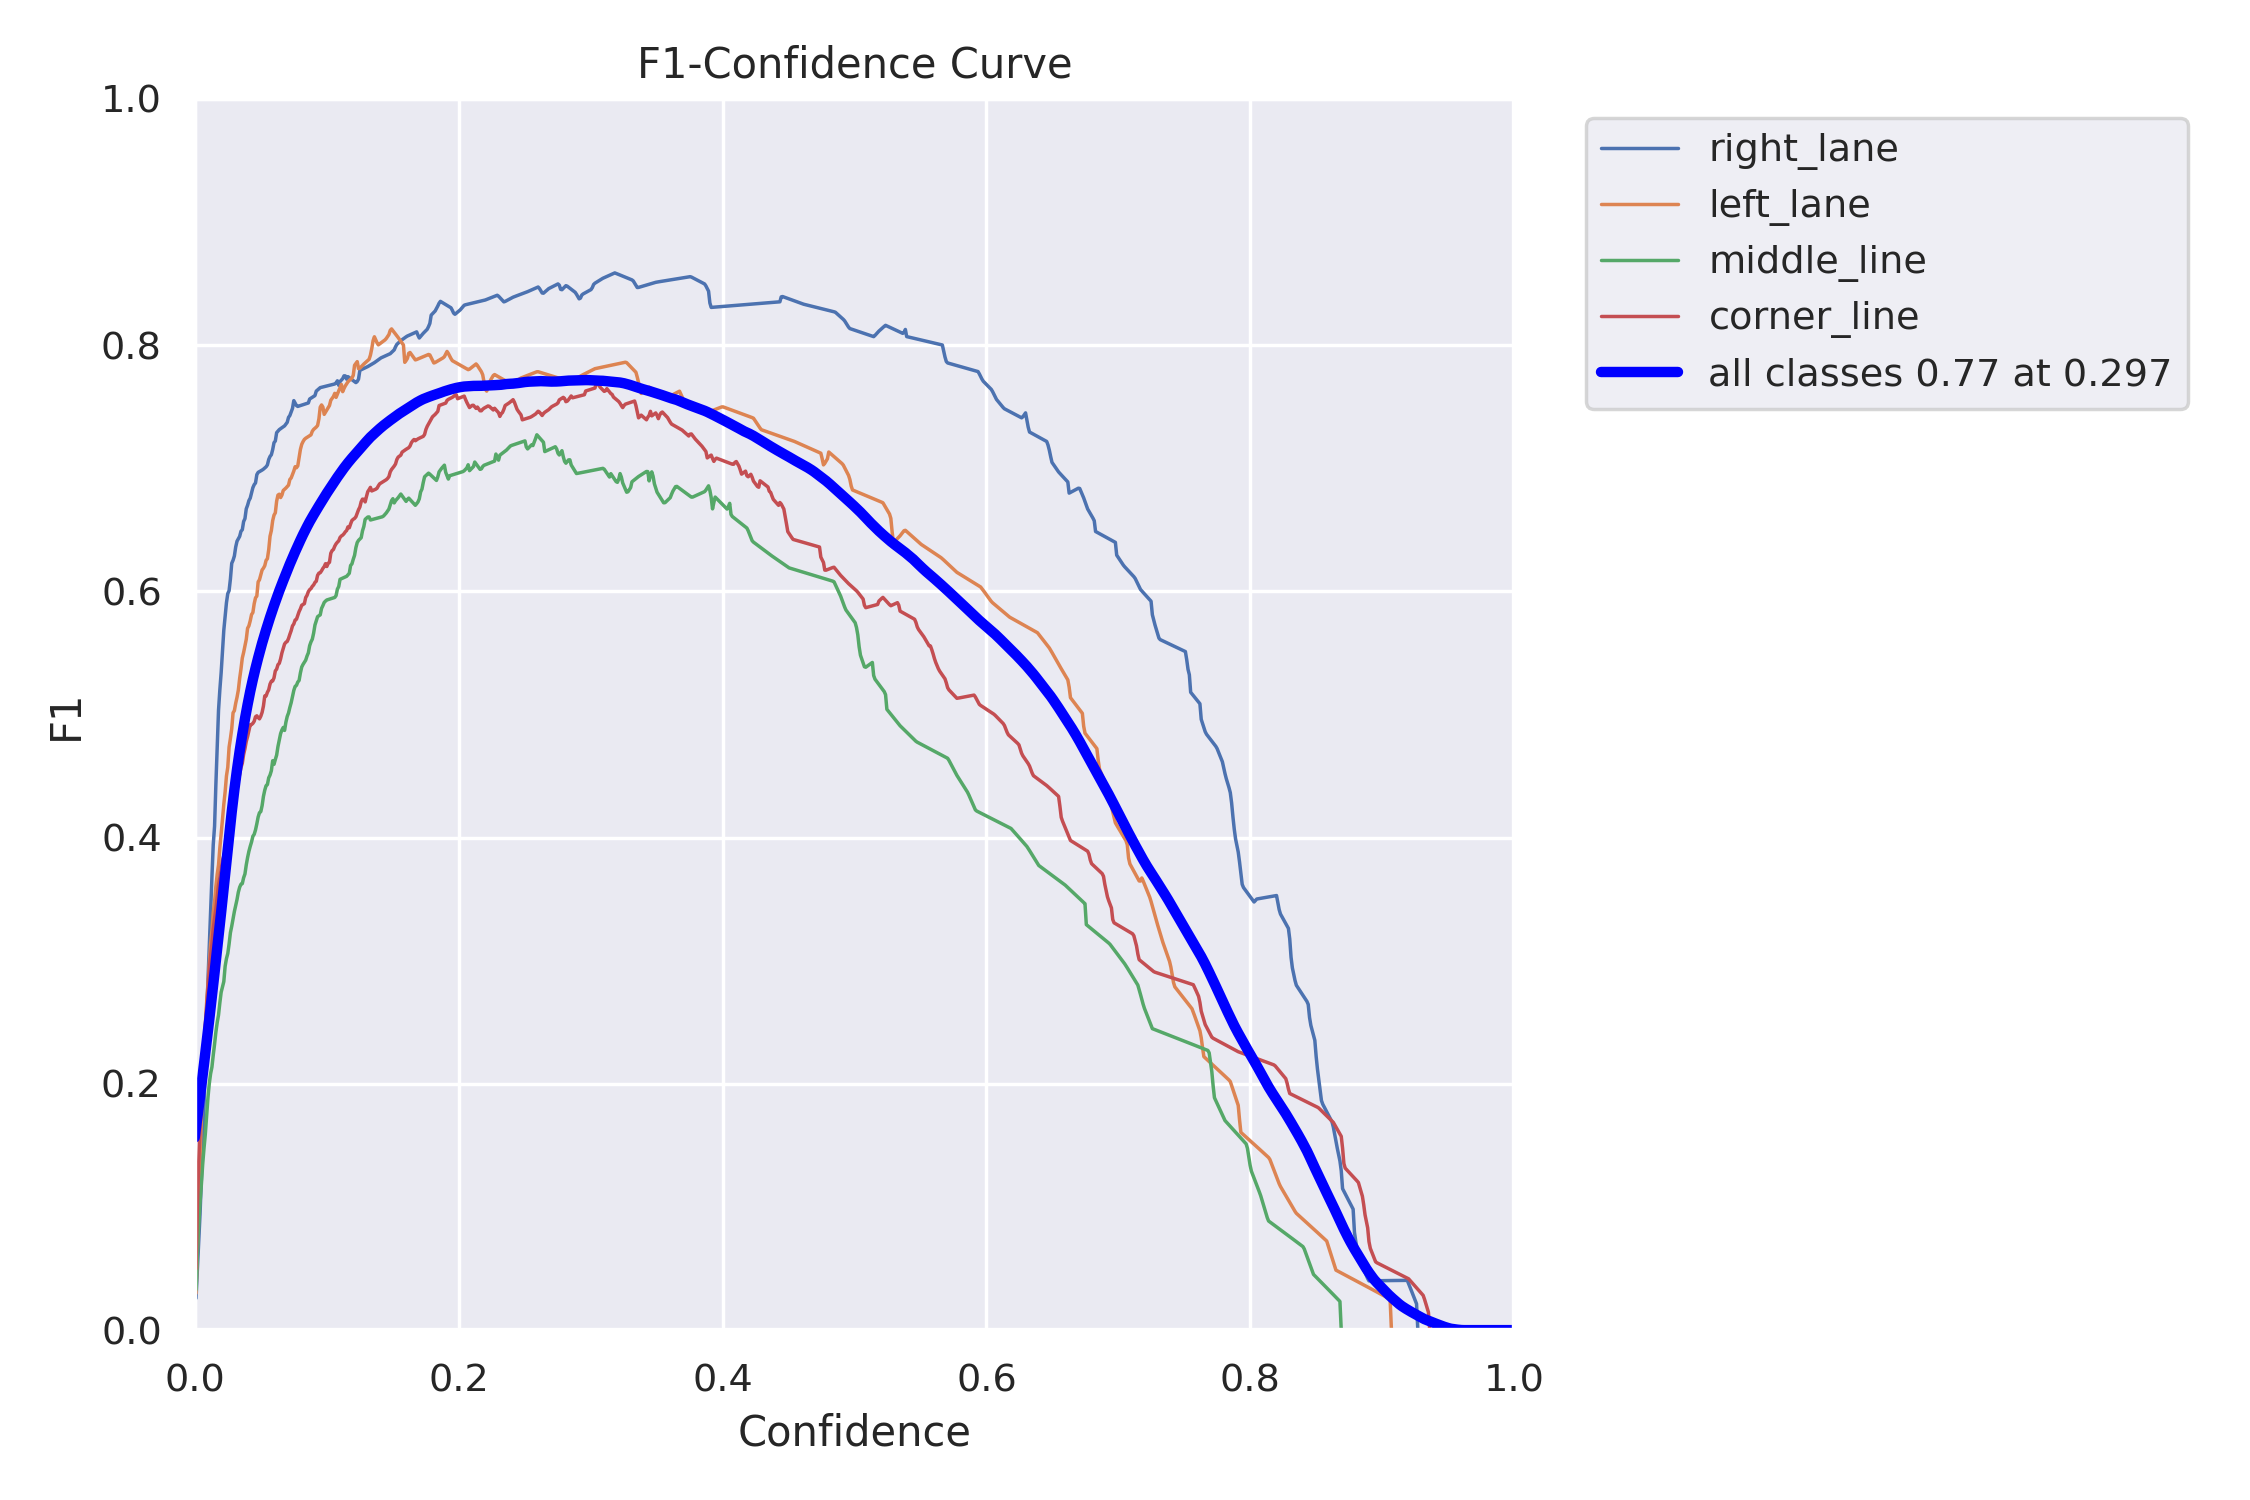 F1-Confidence Curve
1.0
0.8
0.6
0.4
0.2
0.0
F1
0.0 0.2 0.4 0.6 0.8 1.0
Confidence
right_lane
left_lane
middle_line
corner_line
all classes 0.77 at 0.297